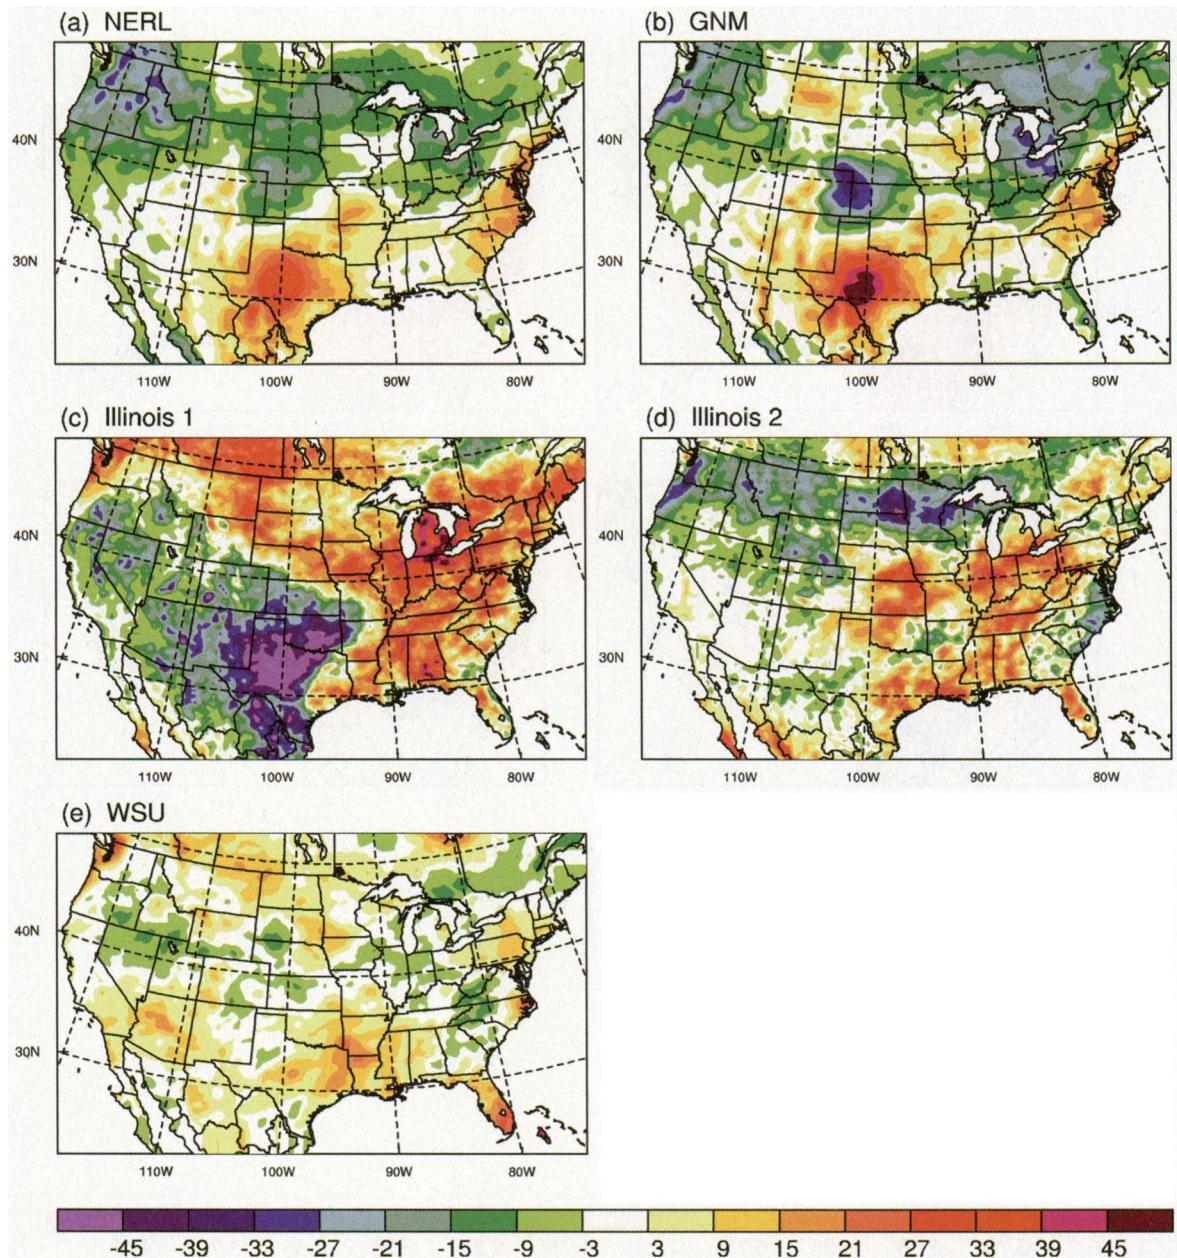 (a) NERL
(b) GNM
40N
40N
30N
30N
110W 100W 90W 80W
110W 100W 90W 80W
(c) Illinois 1
(d) Illinois 2
40N
40N
30N
30N
110W 100W 90W 80W
110W 100W 90W 80W
(e) WSU
40N
30N
110W 100W 90W 80W
-45 -39 -33 -27 -21 -15 -9 -3 3 9 15 21 27 33 39 45